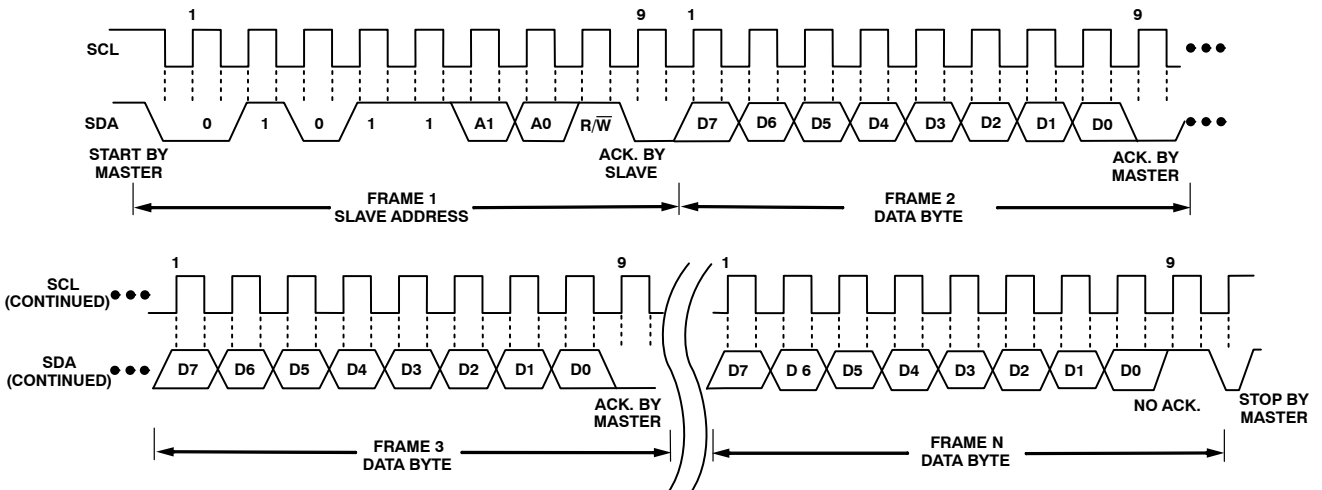 1 9 1 9
SCL
SDA 0 1 0 1 1 A1 A0 R/W̅ D7 D6 D5 D4 D3 D2 D1 D0
START BY
MASTER
ACK. BY
SLAVE
ACK. BY
MASTER
FRAME 1
SLAVE ADDRESS
FRAME 2
DATA BYTE
1 9 1 9
SCL
(CONTINUED)
SDA
(CONTINUED)
D7 D6 D5 D4 D3 D2 D1 D0 D7 D 6 D5 D4 D3 D2 D1 D0
ACK. BY
MASTER
NO ACK.
STOP BY
MASTER
FRAME 3
DATA BYTE
FRAME N
DATA BYTE